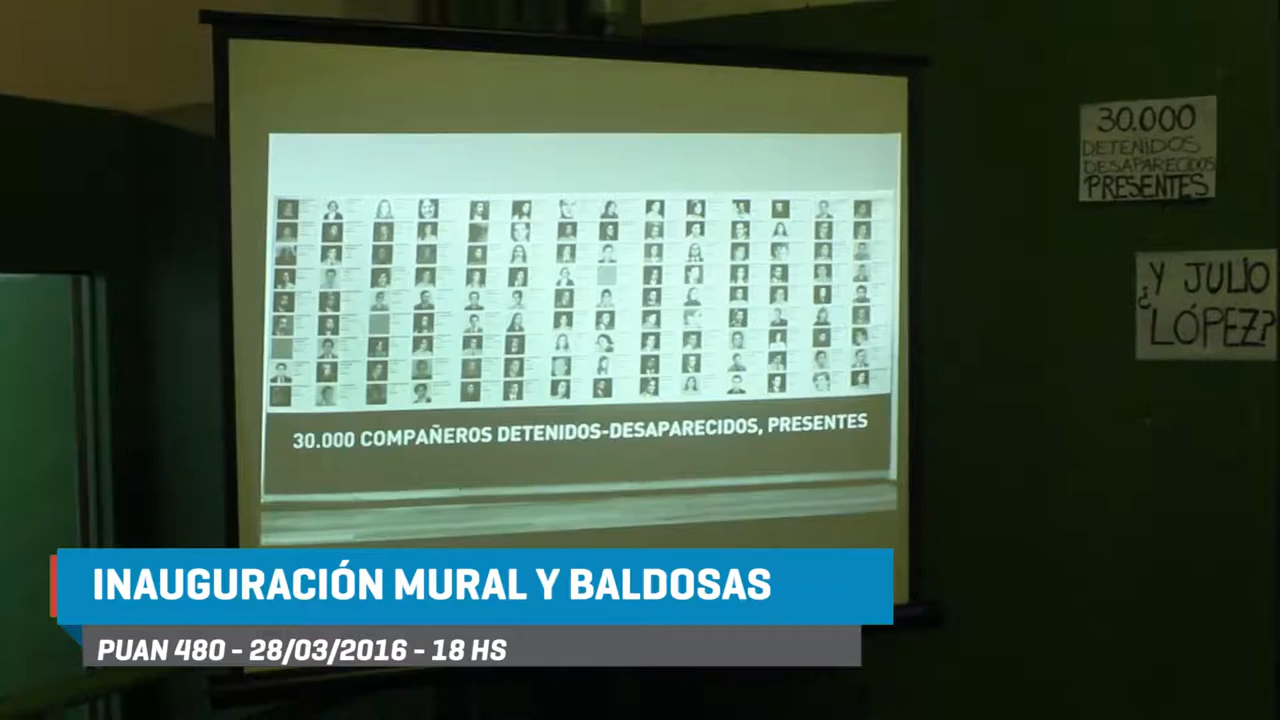 30.000
DETENIDOS
DESAPARECIDOS
PRESENTES
¿Y JULIO
LÓPEZ?
30.000 COMPAÑEROS DETENIDOS-DESAPARECIDOS, PRESENTES
INAUGURACIÓN MURAL Y BALDOSAS
PUAN 480 - 28/03/2016 - 18 HS